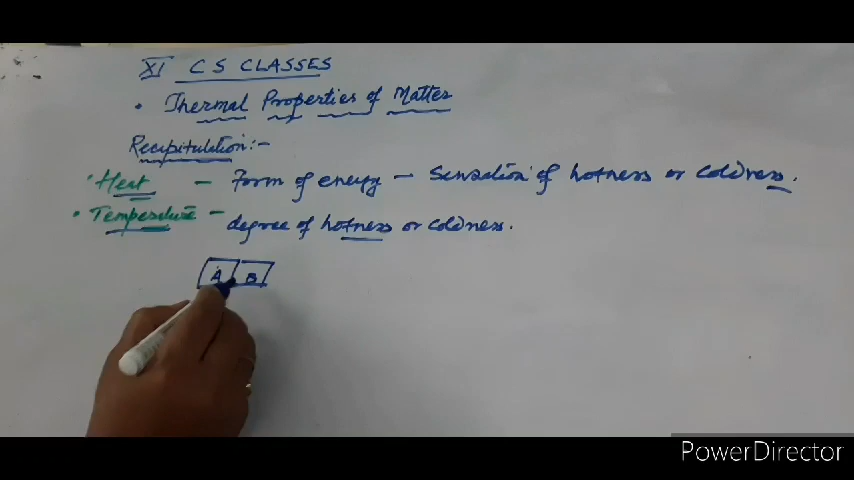 XI C S CLASSES
• Thermal Properties of Matter
Recapitulation:-
• Heat - Form of energy - Sensation of hotness or coldness.
• Temperature - degree of hotness or coldness.
A B
PowerDirector